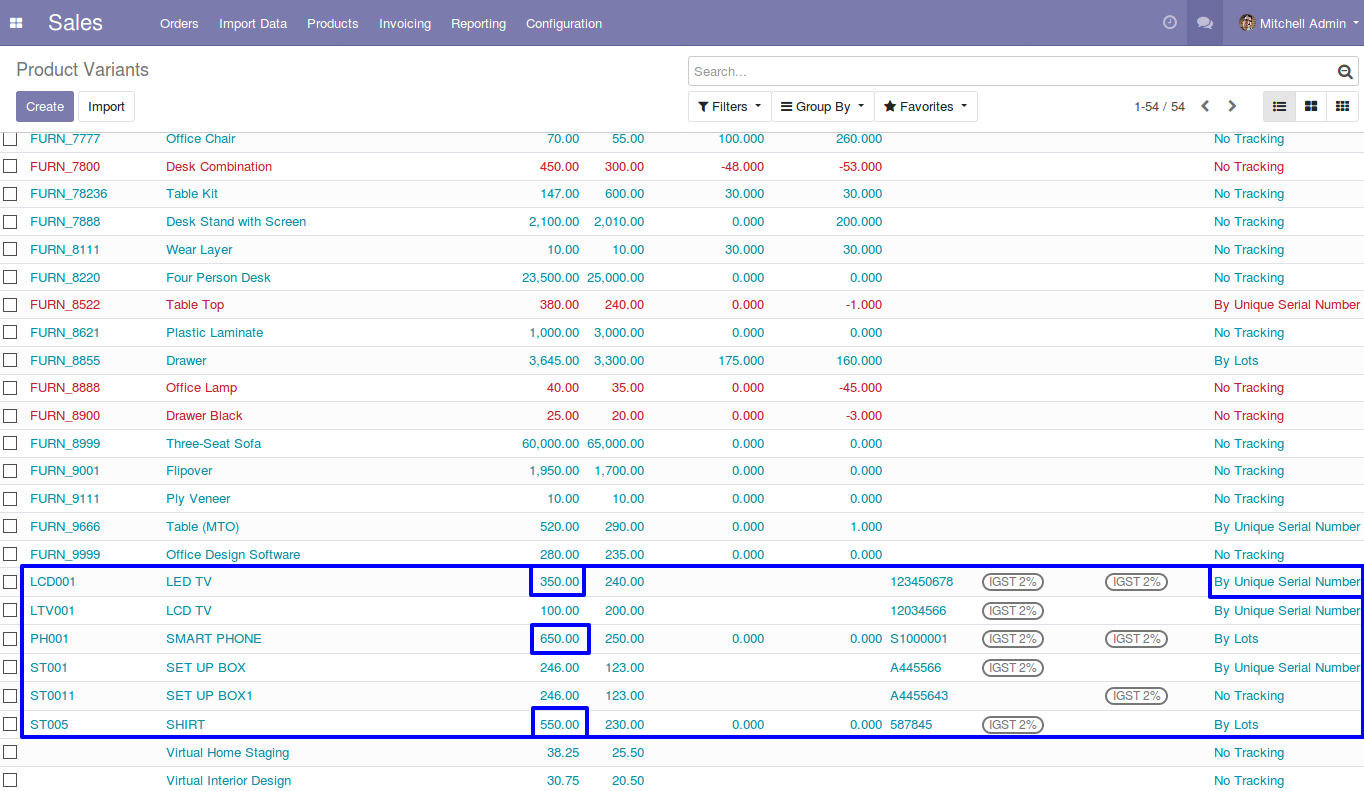 Sales Orders Import Data Products Invoicing Reporting Configuration Mitchell Admin
Product Variants Search...
Create Import Filters Group By Favorites 1-54 / 54
FURN_7777 Office Chair 70.00 55.00 100.000 260.000 No Tracking
FURN_7800 Desk Combination 450.00 300.00 -48.000 -53.000 No Tracking
FURN_78236 Table Kit 147.00 600.00 30.000 30.000 No Tracking
FURN_7888 Desk Stand with Screen 2,100.00 2,010.00 0.000 200.000 No Tracking
FURN_8111 Wear Layer 10.00 10.00 30.000 30.000 No Tracking
FURN_8220 Four Person Desk 23,500.00 25,000.00 0.000 0.000 No Tracking
FURN_8522 Table Top 380.00 240.00 0.000 -1.000 By Unique Serial Number
FURN_8621 Plastic Laminate 1,000.00 3,000.00 0.000 0.000 No Tracking
FURN_8855 Drawer 3,645.00 3,300.00 175.000 160.000 By Lots
FURN_8888 Office Lamp 40.00 35.00 0.000 -45.000 No Tracking
FURN_8900 Drawer Black 25.00 20.00 0.000 -3.000 No Tracking
FURN_8999 Three-Seat Sofa 60,000.00 65,000.00 0.000 0.000 No Tracking
FURN_9001 Flipover 1,950.00 1,700.00 0.000 0.000 No Tracking
FURN_9111 Ply Veneer 10.00 10.00 0.000 0.000 No Tracking
FURN_9666 Table (MTO) 520.00 290.00 0.000 1.000 By Unique Serial Number
FURN_9999 Office Design Software 280.00 235.00 0.000 0.000 No Tracking
LCD001 LED TV 350.00 240.00 123450678 IGST 2% IGST 2% By Unique Serial Number
LTV001 LCD TV 100.00 200.00 12034566 IGST 2% By Unique Serial Number
PH001 SMART PHONE 650.00 250.00 0.000 0.000 S1000001 IGST 2% IGST 2% By Lots
ST001 SET UP BOX 246.00 123.00 A445566 IGST 2% By Unique Serial Number
ST0011 SET UP BOX1 246.00 123.00 A4455643 IGST 2% No Tracking
ST005 SHIRT 550.00 230.00 0.000 0.000 587845 IGST 2% By Lots
Virtual Home Staging 38.25 25.50 No Tracking
Virtual Interior Design 30.75 20.50 No Tracking